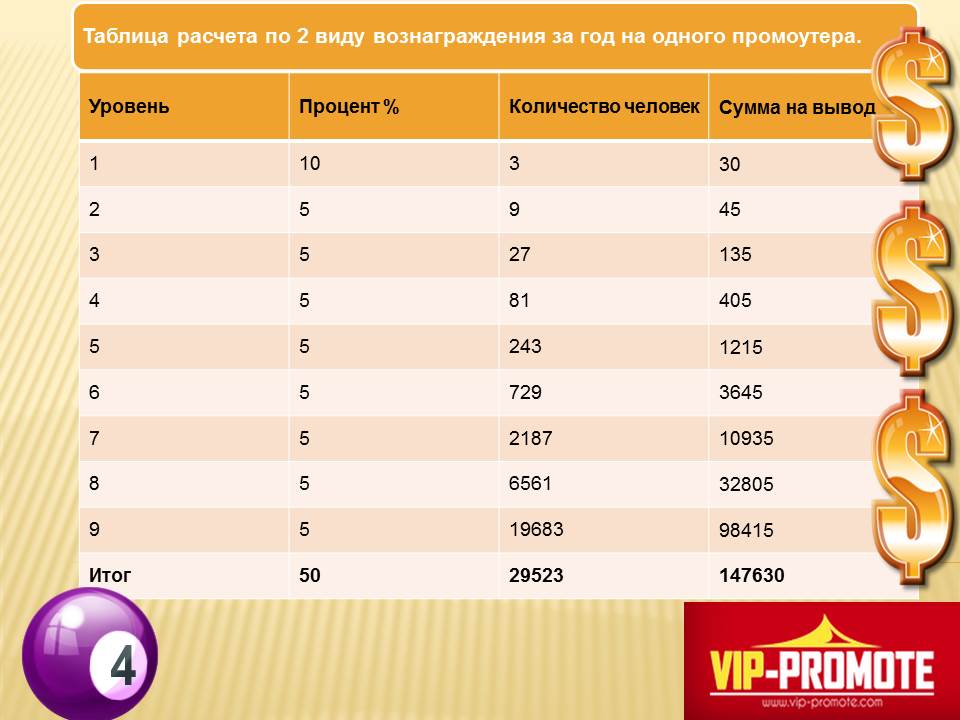 Таблица расчета по 2 виду вознаграждения за год на одного промоутера.
Уровень Процент % Количество человек Сумма на вывод
1 10 3 30
2 5 9 45
3 5 27 135
4 5 81 405
5 5 243 1215
6 5 729 3645
7 5 2187 10935
8 5 6561 32805
9 5 19683 98415
Итог 50 29523 147630
4
VIP-PROMOTE
www.vip-promote.com